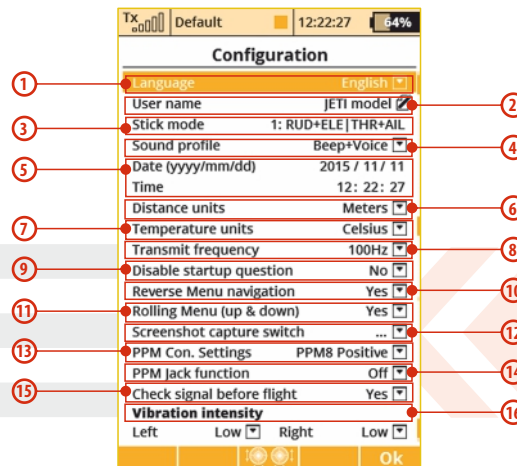 Tx Default 12:22:27 64%
Configuration
1 Language English
User name JETI model 2
3 Stick mode 1: RUD+ELE|THR+AIL
Sound profile Beep+Voice 4
5 Date (yyyy/mm/dd) 2015 / 11/ 11
Time 12: 22: 27
Distance units Meters 6
7 Temperature units Celsius
Transmit frequency 100Hz 8
9 Disable startup question No
Reverse Menu navigation Yes 10
11 Rolling Menu (up & down) Yes
Screenshot capture switch ... 12
13 PPM Con. Settings PPM8 Positive
PPM Jack function Off 14
15 Check signal before flight Yes
Vibration intensity 16
Left Low Right Low
Ok